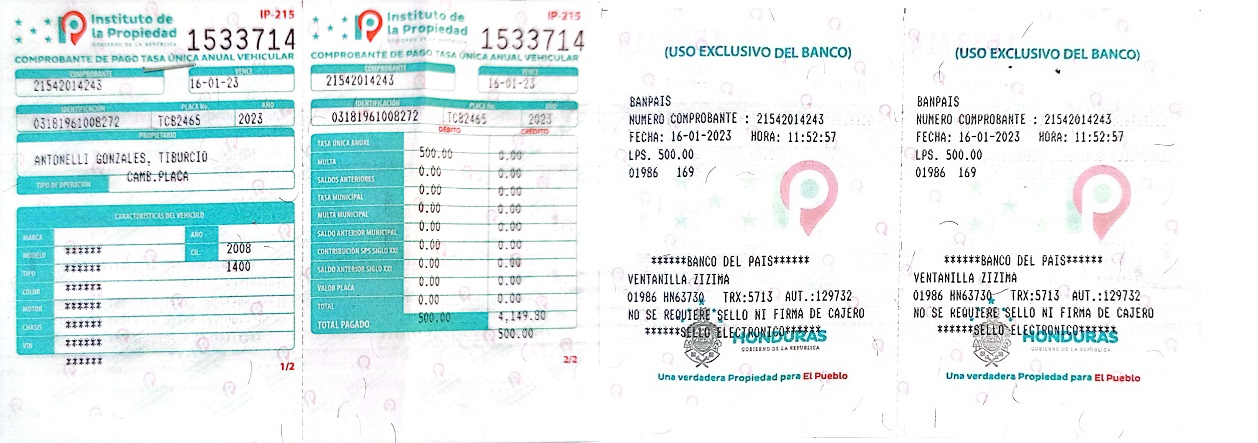 Instituto de
la Propiedad
GOBIERNO DE LA REPÚBLICA
IP-215
1533714
COMPROBANTE DE PAGO TASA ÚNICA ANUAL VEHICULAR
COMPROBANTE VENCE
21542014243 16-01-23
IDENTIFICACIÓN PLACA No. AÑO
03181961008272 TCB2465 2023
PROPIETARIO
ANTONELLI GONZALES, TIBURCIO
TIPO DE OPERACIÓN CAMB.PLACA
CARACTERÍSTICAS DEL VEHÍCULO
MARCA AÑO
****** 2008
MODELO CIL.
****** 1400
TIPO
******
COLOR
******
MOTOR
******
CHASIS
******
VIN
******
1/2
Instituto de
la Propiedad
GOBIERNO DE LA REPÚBLICA
IP-215
1533714
COMPROBANTE DE PAGO TASA ÚNICA ANUAL VEHICULAR
COMPROBANTE VENCE
21542014243 16-01-23
IDENTIFICACIÓN PLACA No. AÑO
03181961008272 TCB2465 2023
DÉBITO CRÉDITO
TASA ÚNICA ANUAL 500.00 0.00
MULTA 0.00 0.00
SALDOS ANTERIORES 0.00 0.00
TASA MUNICIPAL 0.00 0.00
MULTA MUNICIPAL 0.00 0.00
SALDO ANTERIOR MUNICIPAL 0.00 0.00
CONTRIBUCIÓN SPS SIGLO XXI 0.00 0.00
SALDO ANTERIOR SIGLO XXI 0.00 0.00
VALOR PLACA 0.00 0.00
TOTAL 500.00 4,149.80
TOTAL PAGADO 500.00
2/2
(USO EXCLUSIVO DEL BANCO)
BANPAIS
NUMERO COMPROBANTE : 21542014243
FECHA: 16-01-2023 HORA: 11:52:57
LPS. 500.00
01986 169
******BANCO DEL PAIS******
VENTANILLA ZIZIMA
01986 HN63730 TRX:5713 AUT.:129732
NO SE REQUIERE SELLO NI FIRMA DE CAJERO
******SELLO ELECTRONICO******
HONDURAS
GOBIERNO DE LA REPÚBLICA
Una verdadera Propiedad para El Pueblo
(USO EXCLUSIVO DEL BANCO)
BANPAIS
NUMERO COMPROBANTE : 21542014243
FECHA: 16-01-2023 HORA: 11:52:57
LPS. 500.00
01986 169
******BANCO DEL PAIS******
VENTANILLA ZIZIMA
01986 HN63730 TRX:5713 AUT.:129732
NO SE REQUIERE SELLO NI FIRMA DE CAJERO
******SELLO ELECTRONICO******
HONDURAS
GOBIERNO DE LA REPÚBLICA
Una verdadera Propiedad para El Pueblo